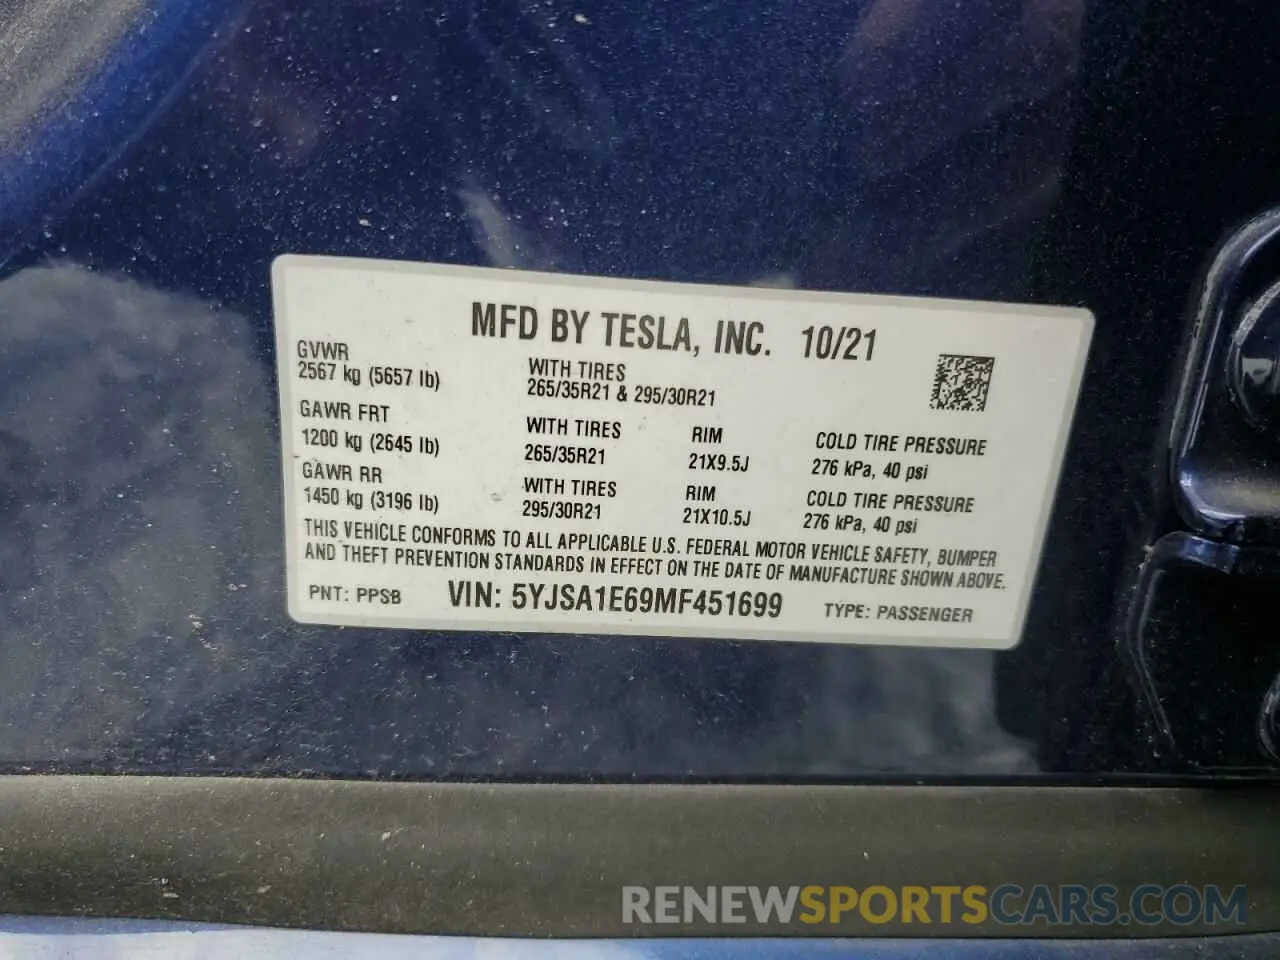 MFD BY TESLA, INC. 10/21
GVWR
2567 kg (5657 lb)
WITH TIRES
265/35R21 & 295/30R21
GAWR FRT
1200 kg (2645 lb)
WITH TIRES
265/35R21
RIM
21X9.5J
COLD TIRE PRESSURE
276 kPa, 40 psi
GAWR RR
1450 kg (3196 lb)
WITH TIRES
295/30R21
RIM
21X10.5J
COLD TIRE PRESSURE
276 kPa, 40 psi
THIS VEHICLE CONFORMS TO ALL APPLICABLE U.S. FEDERAL MOTOR VEHICLE SAFETY, BUMPER
AND THEFT PREVENTION STANDARDS IN EFFECT ON THE DATE OF MANUFACTURE SHOWN ABOVE.
PNT: PPSB VIN: 5YJSA1E69MF451699 TYPE: PASSENGER
RENEWSPORTSCARS.COM